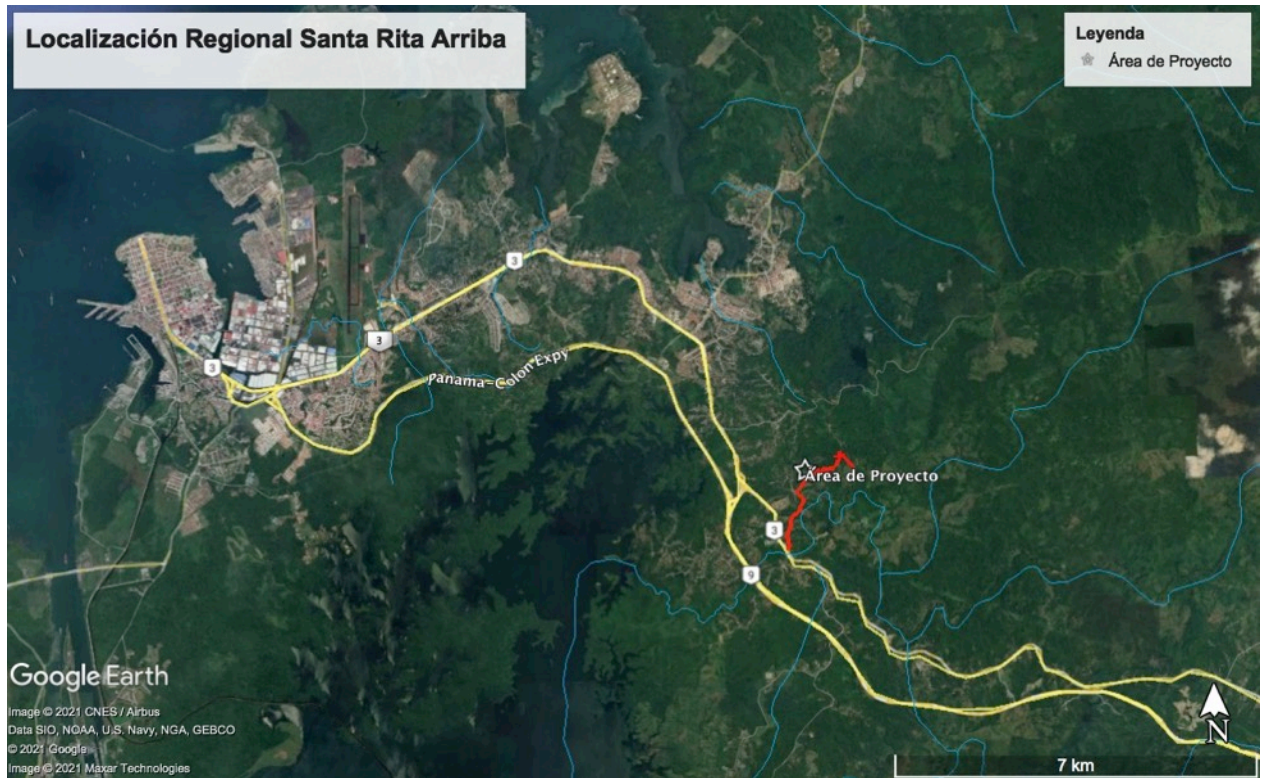 Localización Regional Santa Rita Arriba
Leyenda
Área de Proyecto
3
3
3
Panama-Colon Expy
Área de Proyecto
3
9
Google Earth
Image © 2021 CNES / Airbus
Data SIO, NOAA, U.S. Navy, NGA, GEBCO
© 2021 Google
Image © 2021 Maxar Technologies
N
7 km